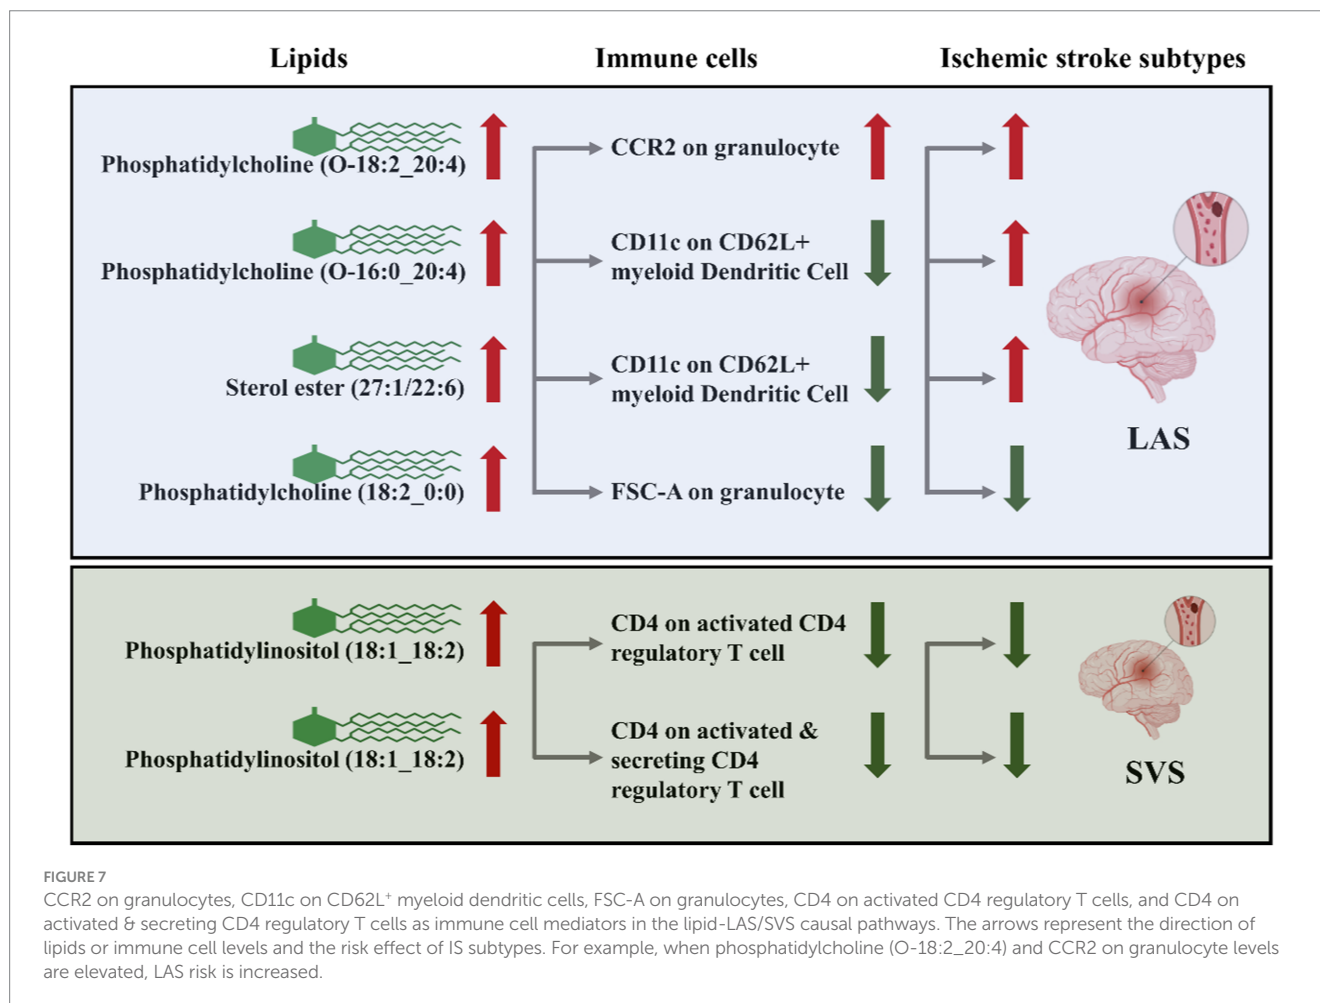 Lipids
Immune cells
Ischemic stroke subtypes
Phosphatidylcholine (O-18:2_20:4)
CCR2 on granulocyte
Phosphatidylcholine (O-16:0_20:4)
CD11c on CD62L+
myeloid Dendritic Cell
Sterol ester (27:1/22:6)
CD11c on CD62L+
myeloid Dendritic Cell
Phosphatidylcholine (18:2_0:0)
FSC-A on granulocyte
LAS
Phosphatidylinositol (18:1_18:2)
CD4 on activated CD4
regulatory T cell
Phosphatidylinositol (18:1_18:2)
CD4 on activated &
secreting CD4
regulatory T cell
SVS
FIGURE 7
CCR2 on granulocytes, CD11c on CD62L⁺ myeloid dendritic cells, FSC-A on granulocytes, CD4 on activated CD4 regulatory T cells, and CD4 on
activated & secreting CD4 regulatory T cells as immune cell mediators in the lipid-LAS/SVS causal pathways. The arrows represent the direction of
lipids or immune cell levels and the risk effect of IS subtypes. For example, when phosphatidylcholine (O-18:2_20:4) and CCR2 on granulocyte levels
are elevated, LAS risk is increased.